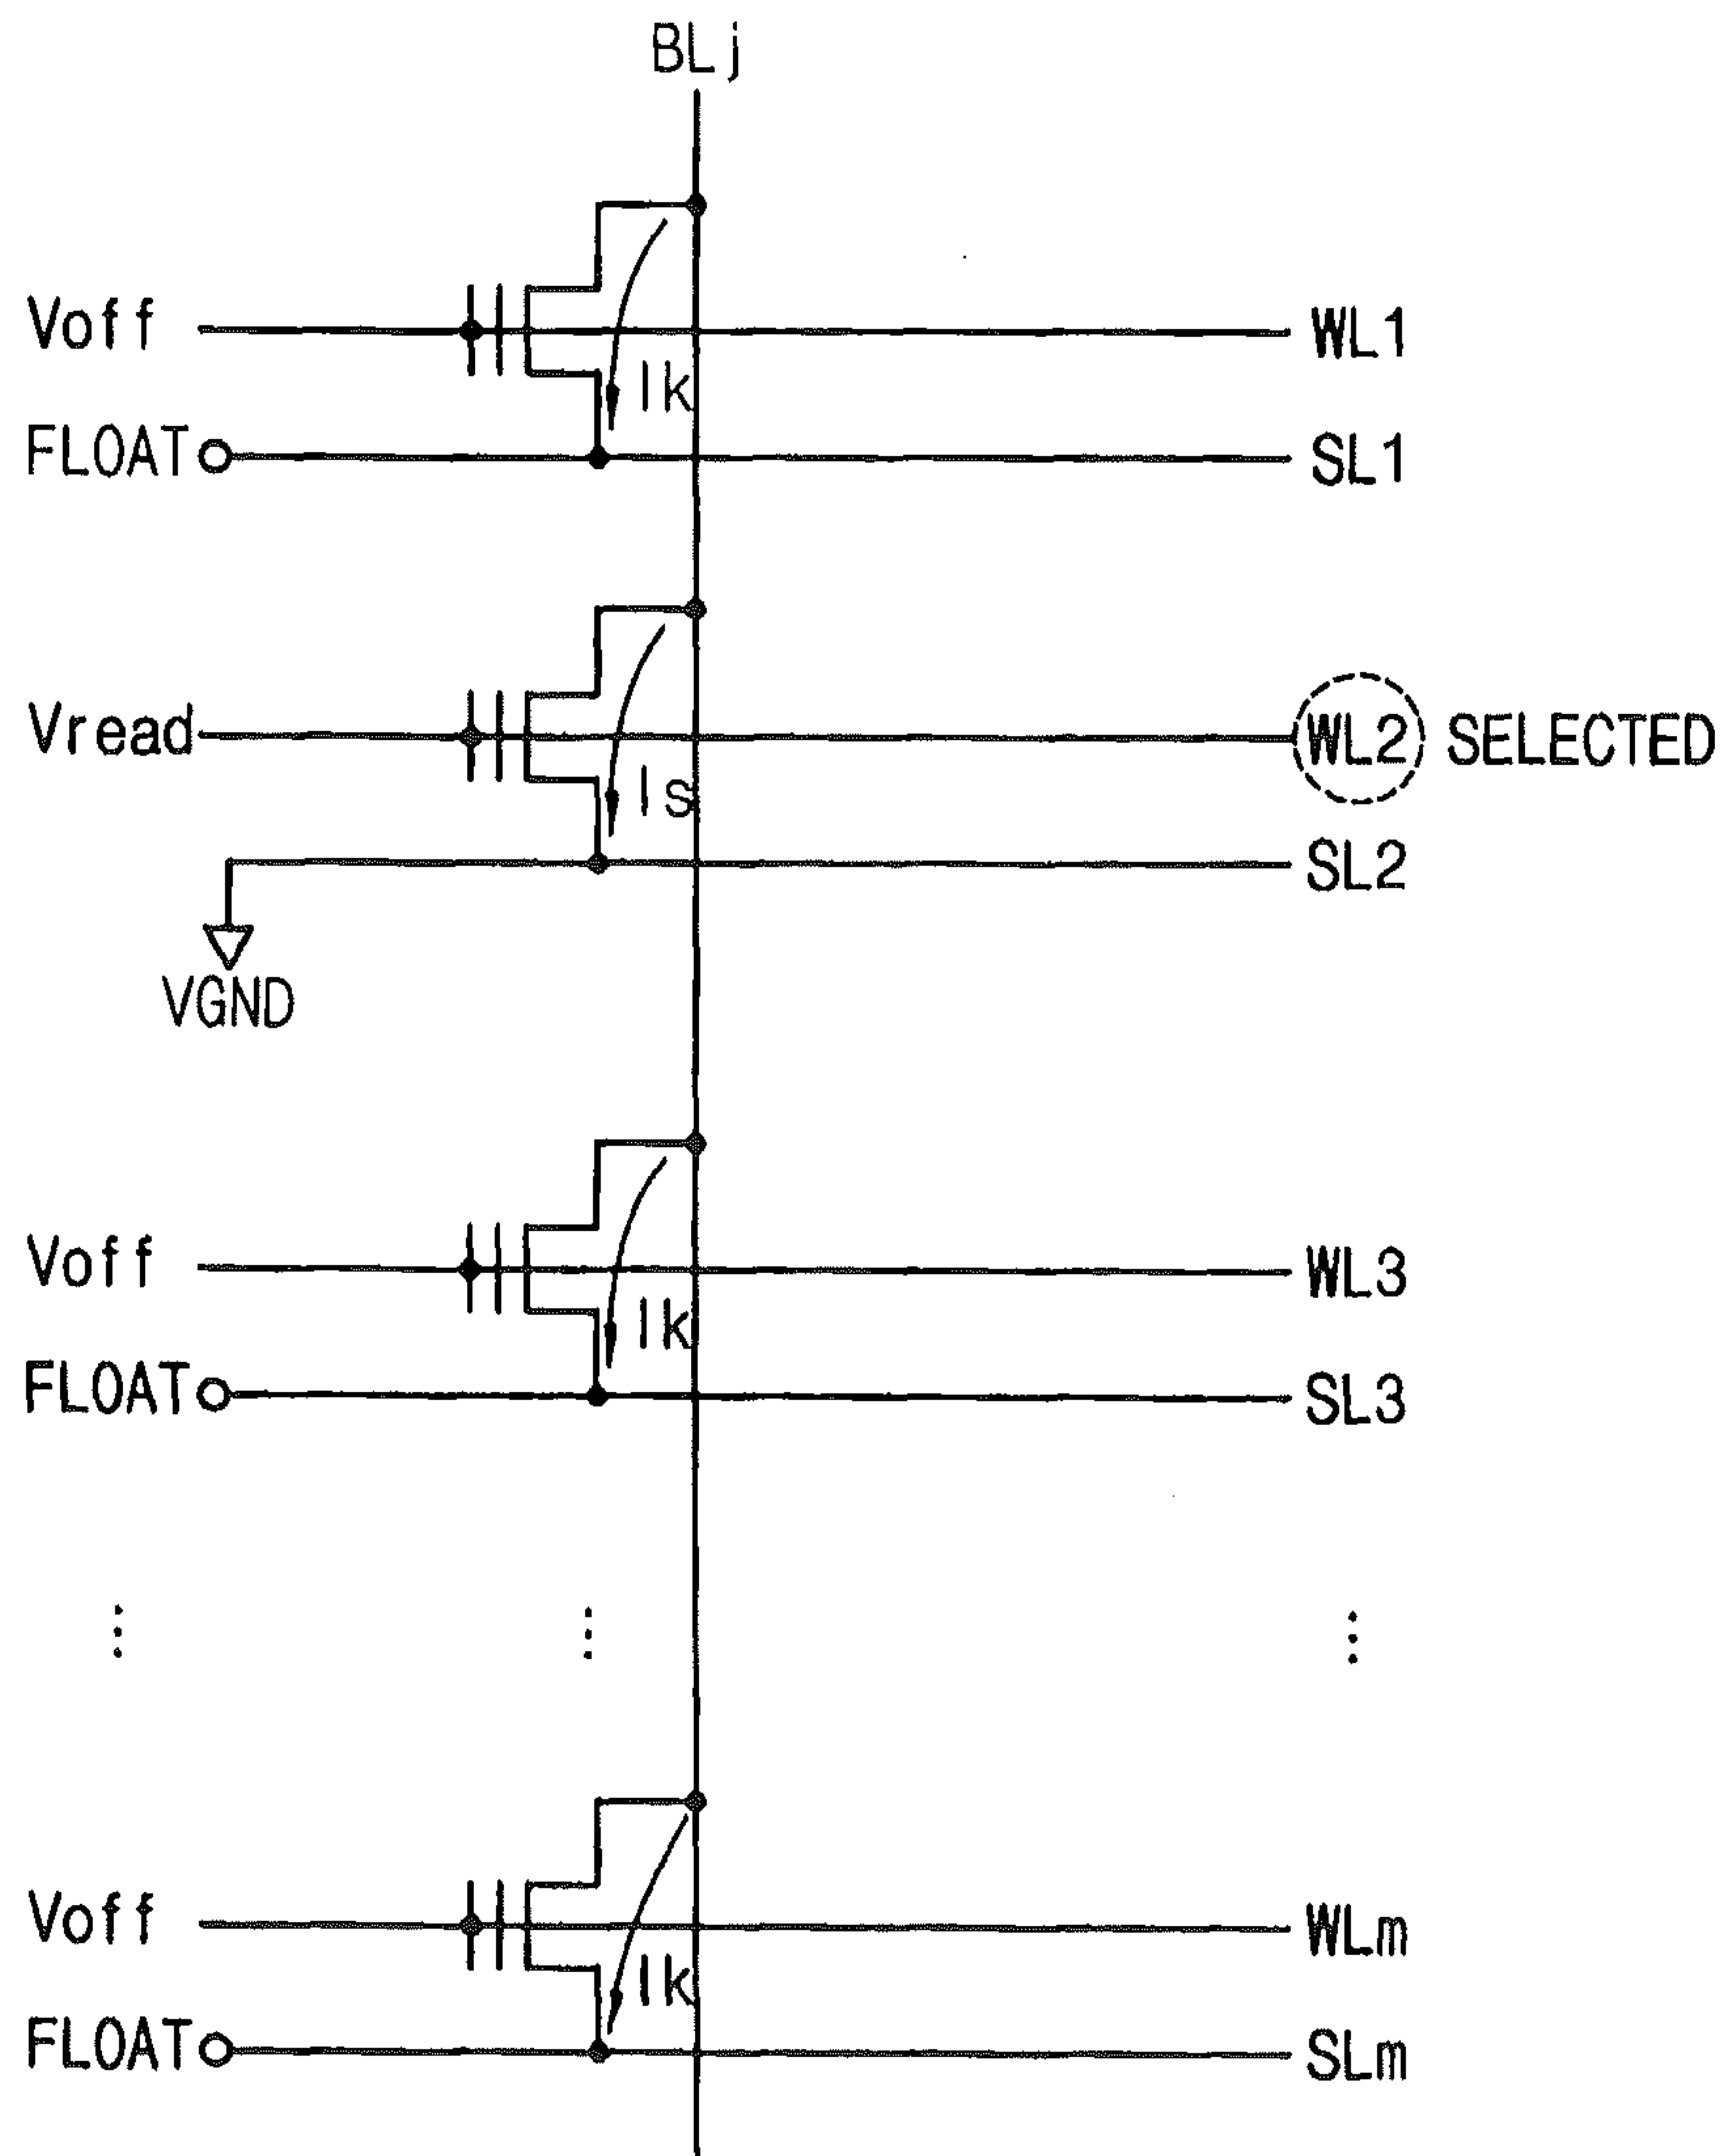 BLj
Voff WL1
Ik
FLOAT SL1
Vread WL2 SELECTED
Is
SL2
VGND
Voff WL3
Ik
FLOAT SL3
Voff WLm
Ik
FLOAT SLm